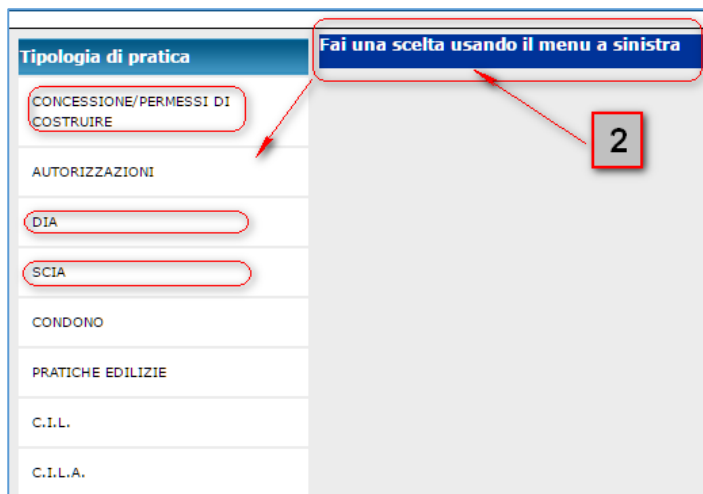 Tipologia di pratica
Fai una scelta usando il menu a sinistra
CONCESSIONE/PERMESSI DI
COSTRUIRE
2
AUTORIZZAZIONI
DIA
SCIA
CONDONO
PRATICHE EDILIZIE
C.I.L.
C.I.L.A.